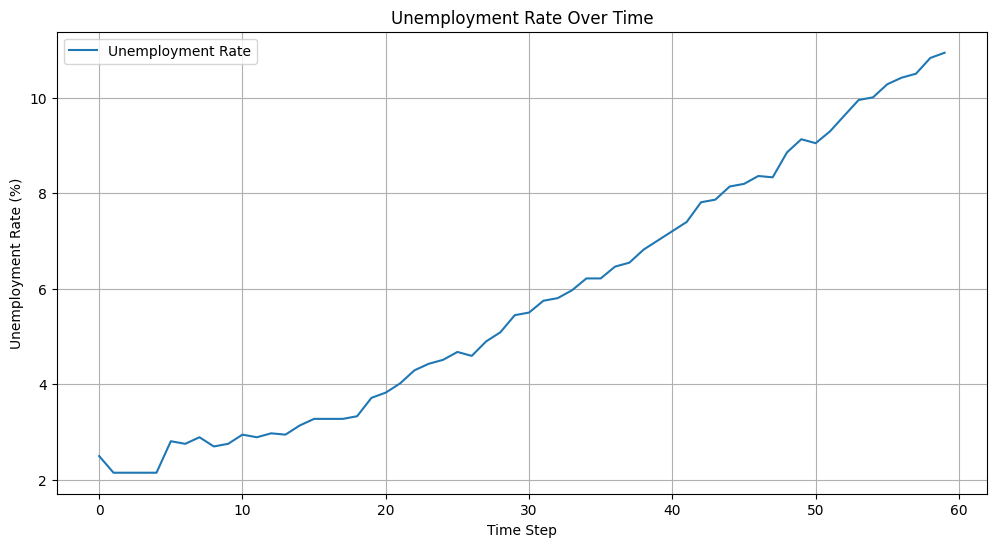 Unemployment Rate Over Time
Unemployment Rate
Unemployment Rate (%)
10
8
6
4
2
0 10 20 30 40 50 60
Time Step